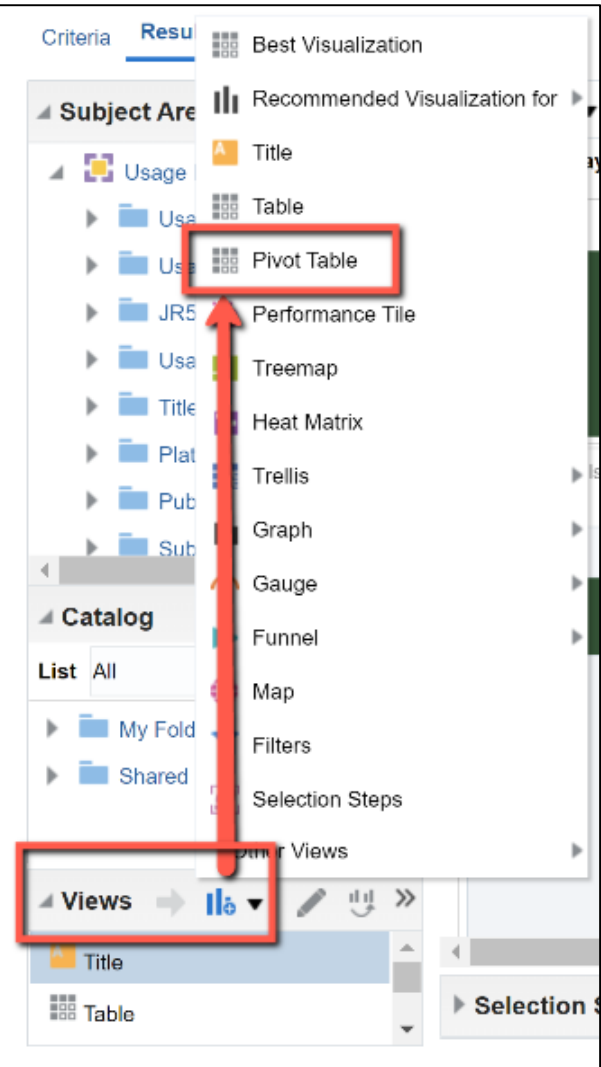 Criteria
Resu
Best Visualization
Recommended Visualization for
Subject Are
Title
Usage
Table
Usa
Pivot Table
Us
JR5
Performance Tile
Usa
Treemap
Title
Heat Matrix
Plat
Trellis
Pub
Graph
Sub
Gauge
Catalog
Funnel
List All
Map
My Fold
Filters
Shared
Selection Steps
Other Views
Views
Title
Table
Selection S